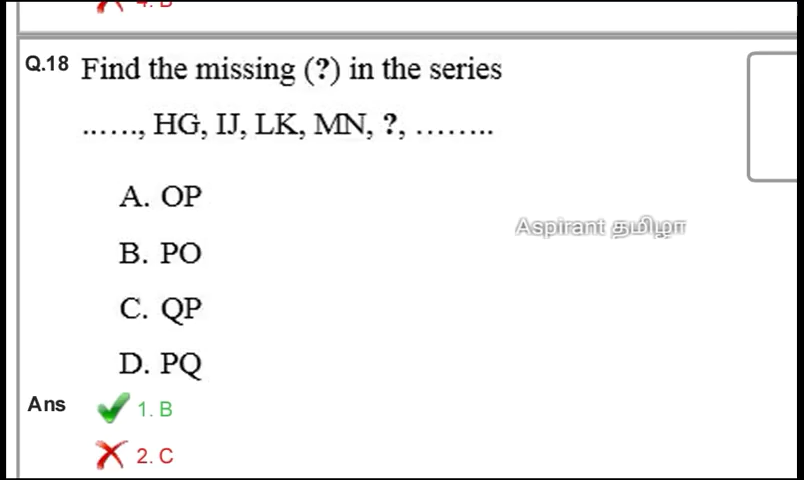 Q.18 Find the missing (?) in the series
……, HG, IJ, LK, MN, ?, ……..
A. OP
B. PO
Aspirant தமிழா
C. QP
D. PQ
Ans
1. B
2. C